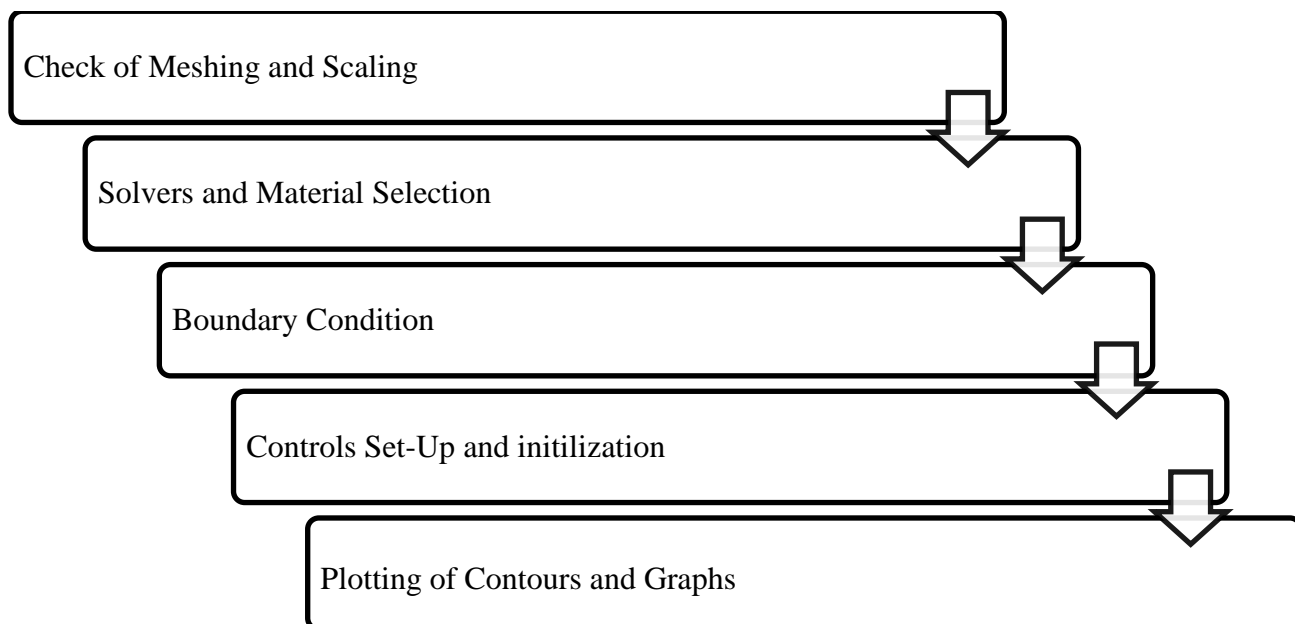 Check of Meshing and Scaling
Solvers and Material Selection
Boundary Condition
Controls Set-Up and initilization
Plotting of Contours and Graphs